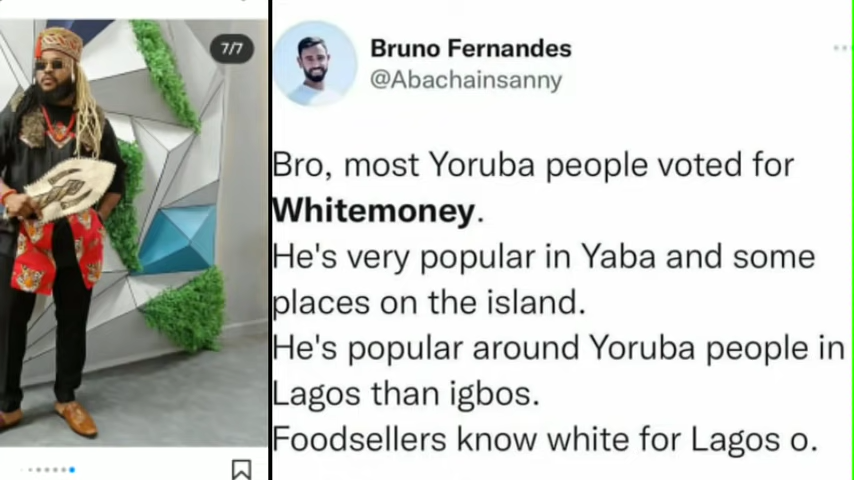 7/7
Bruno Fernandes
@Abachainsanny
Bro, most Yoruba people voted for
Whitemoney.
He's very popular in Yaba and some
places on the island.
He's popular around Yoruba people in
Lagos than igbos.
Foodsellers know white for Lagos o.